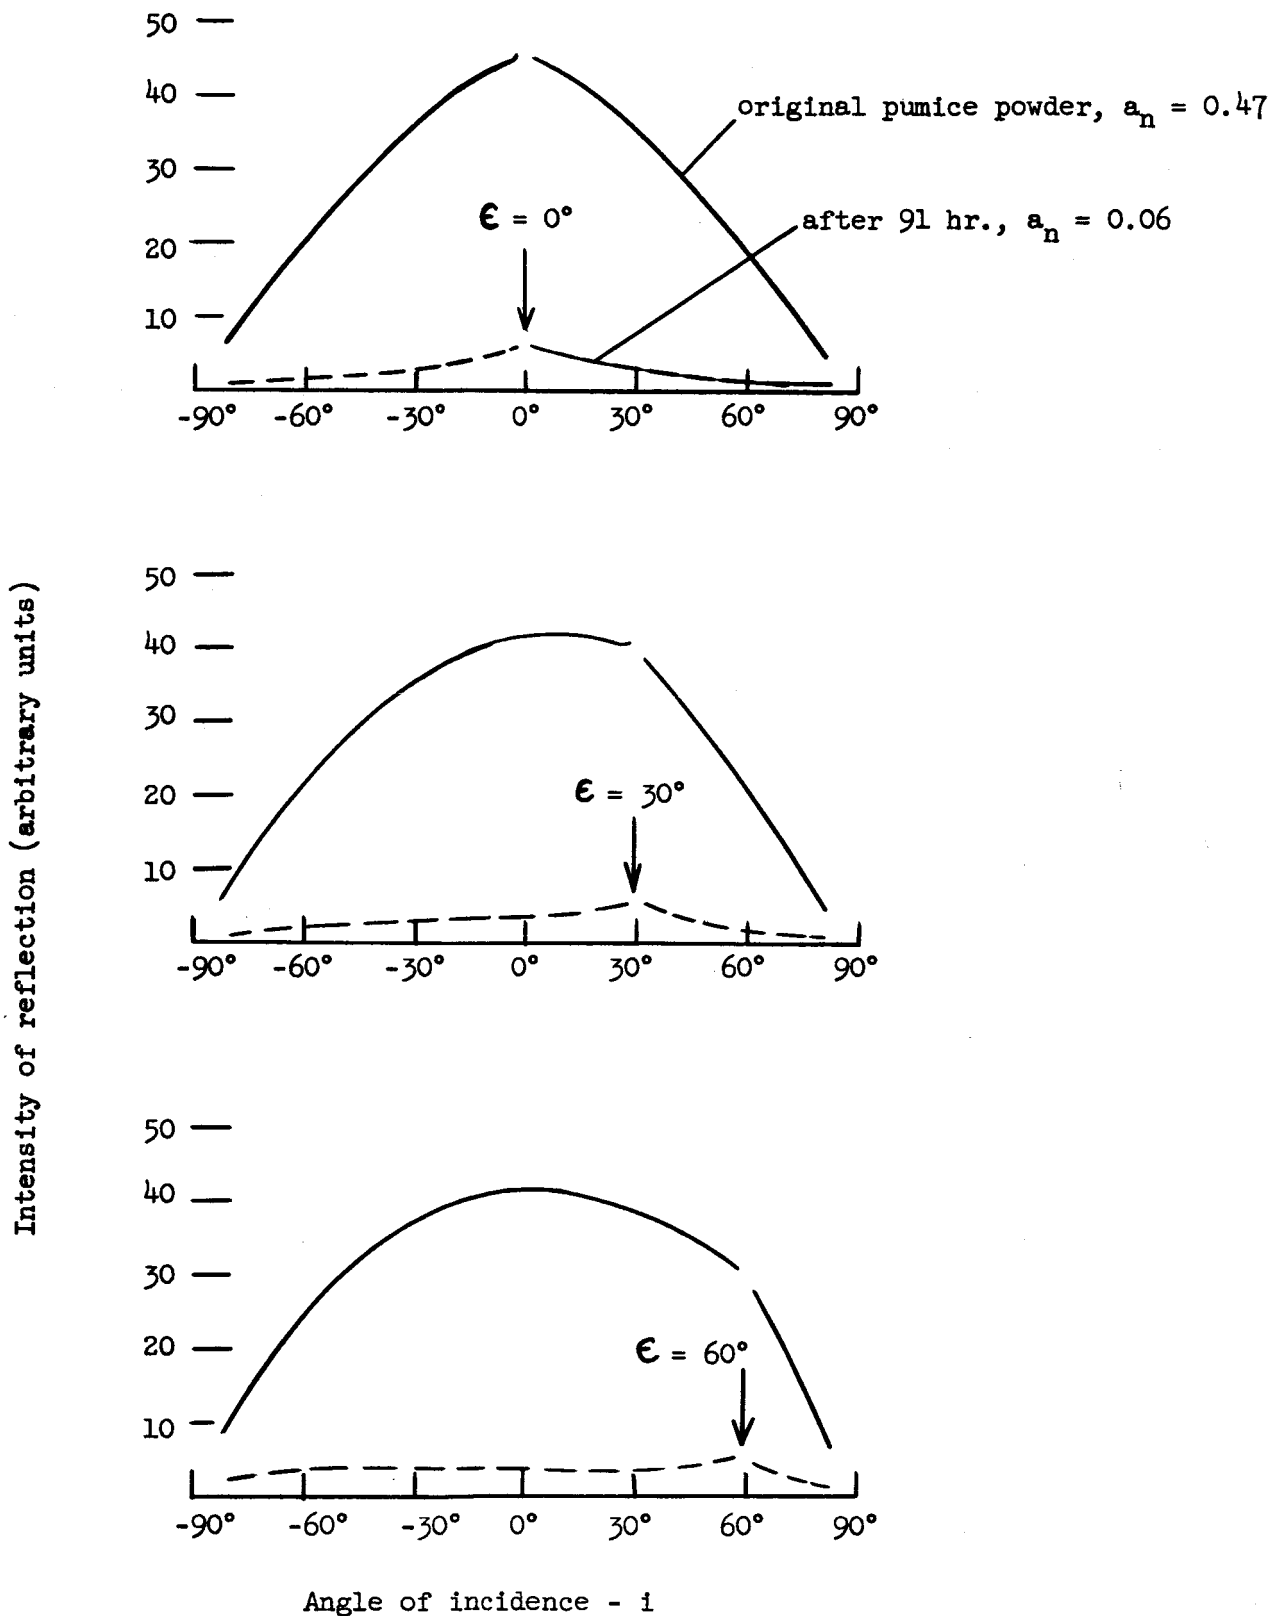 50
40
original pumice powder, aₙ = 0.47
30
ϵ = 0°
after 91 hr., aₙ = 0.06
20
10
-90° -60° -30° 0° 30° 60° 90°
Intensity of reflection (arbitrary units)
50
40
30
20
ϵ = 30°
10
-90° -60° -30° 0° 30° 60° 90°
50
40
30
20
ϵ = 60°
10
-90° -60° -30° 0° 30° 60° 90°
Angle of incidence - i